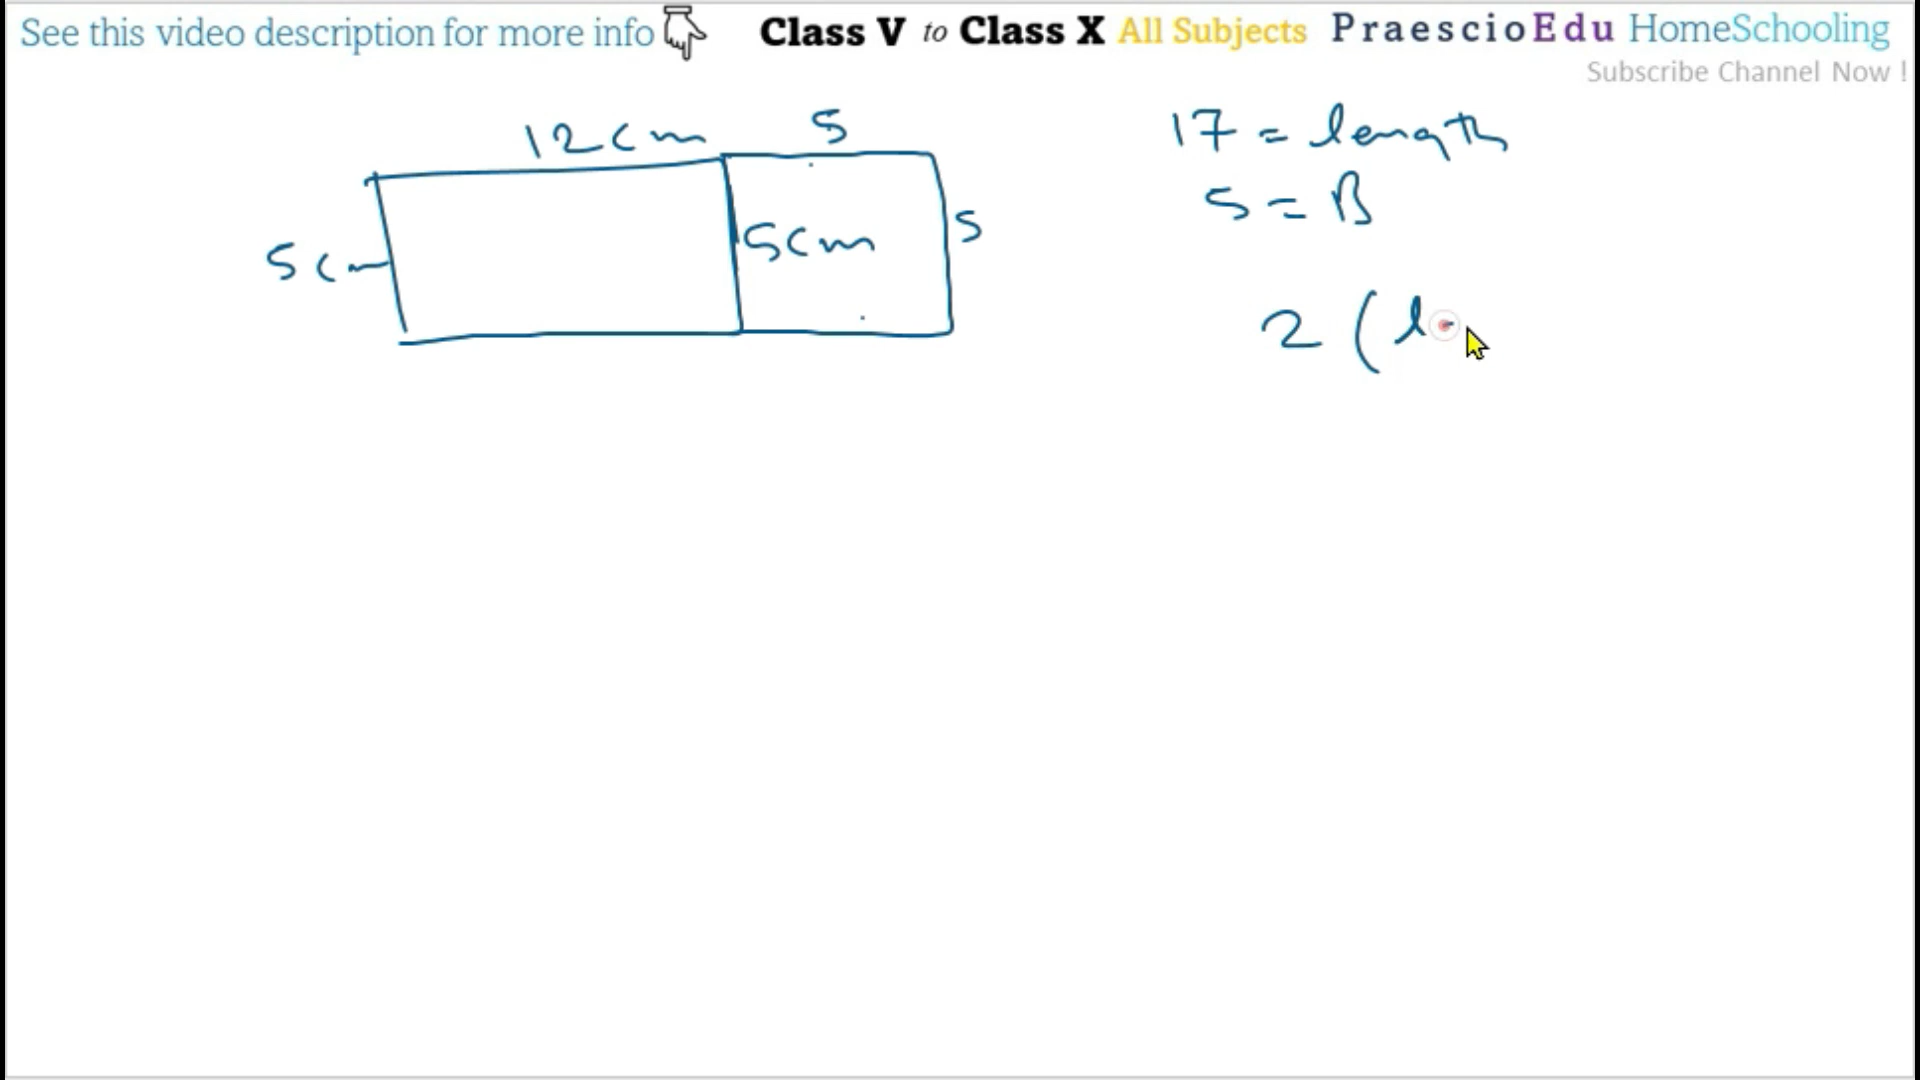 See this video description for more info Class V to Class X All Subjects PraescioEdu HomeSchooling
Subscribe Channel Now !
12cm 5
17 = length
5 = B
5cm 5cm 5
2 ( l